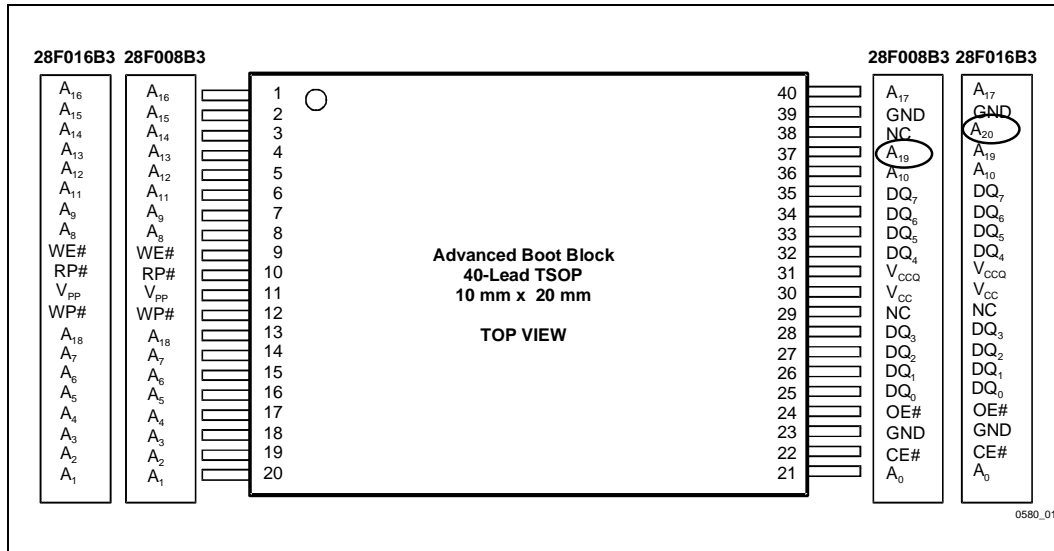 28F016B3 28F008B3 28F008B3 28F016B3
A₁₆ A₁₆ 1 40 A₁₇ A₁₇
A₁₅ A₁₅ 2 39 GND GND
A₁₄ A₁₄ 3 38 NC A₂₀
A₁₃ A₁₃ 4 37 A₁₉ A₁₉
A₁₂ A₁₂ 5 36 A₁₀ A₁₀
A₁₁ A₁₁ 6 35 DQ₇ DQ₇
A₉ A₉ 7 34 DQ₆ DQ₆
A₈ A₈ 8 33 DQ₅ DQ₅
WE# WE# 9 Advanced Boot Block 32 DQ₄ DQ₄
RP# RP# 10 40-Lead TSOP 31 V_CCQ V_CCQ
V_PP V_PP 11 10 mm x 20 mm 30 V_CC V_CC
WP# WP# 12 29 NC NC
A₁₈ A₁₈ 13 TOP VIEW 28 DQ₃ DQ₃
A₇ A₇ 14 27 DQ₂ DQ₂
A₆ A₆ 15 26 DQ₁ DQ₁
A₅ A₅ 16 25 DQ₀ DQ₀
A₄ A₄ 17 24 OE# OE#
A₃ A₃ 18 23 GND GND
A₂ A₂ 19 22 CE# CE#
A₁ A₁ 20 21 A₀ A₀
0580_01